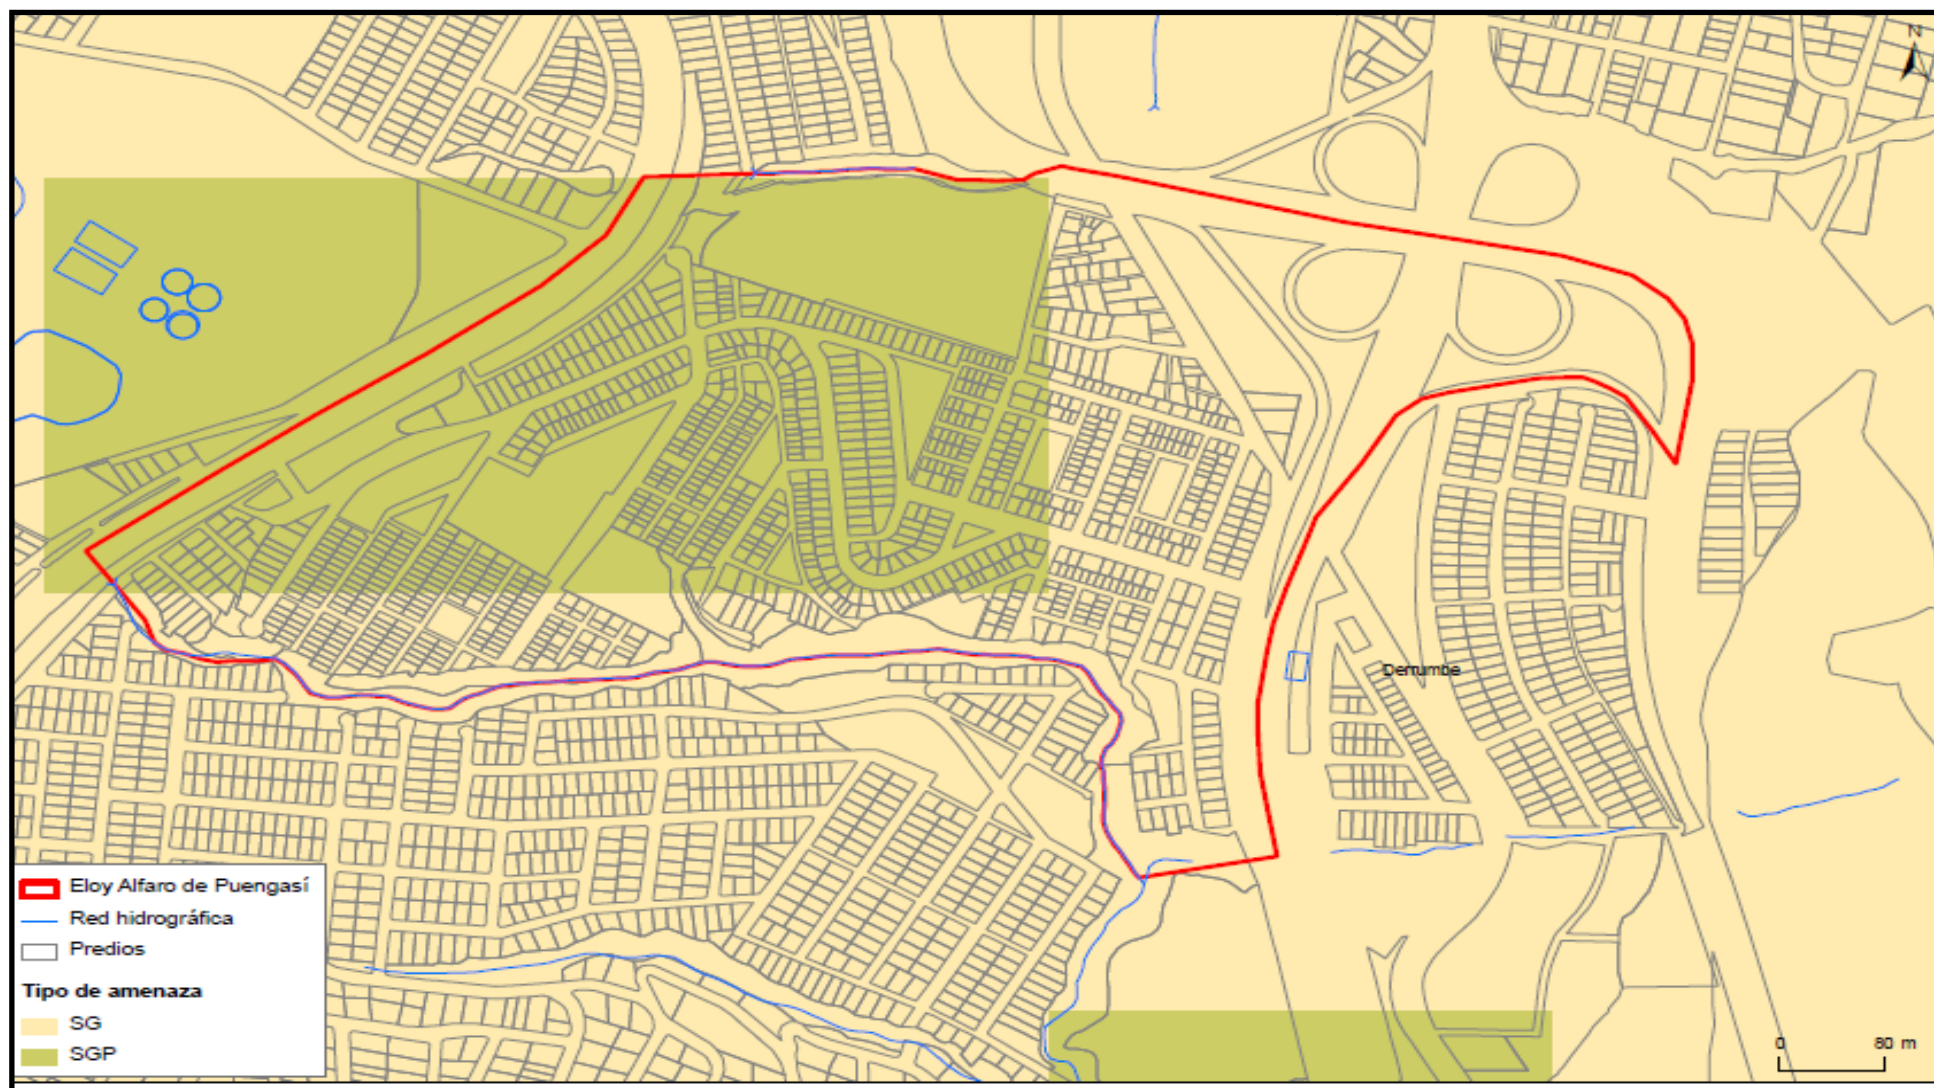 N
Derrumbe
Eloy Alfaro de Puengasí
Red hidrográfica
Predios
Tipo de amenaza
SG
SGP
0 80 m